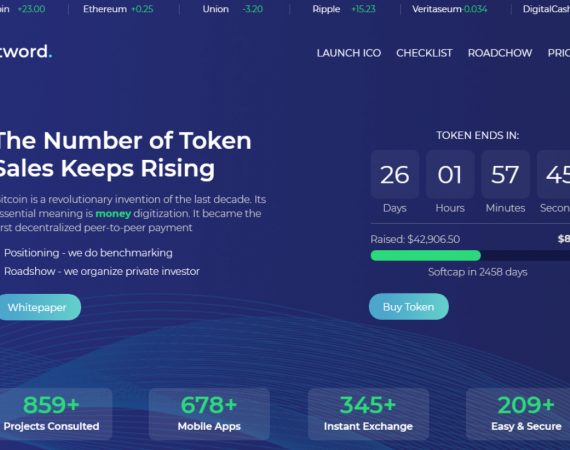 oin +23.00 Ethereum +0.25 Union -3.20 Ripple +15.23 Veritaseum-0.034 DigitalCash
tword.
LAUNCH ICO CHECKLIST ROADCHOW PRIC
The Number of Token
Sales Keeps Rising
Bitcoin is a revolutionary invention of the last decade. Its
essential meaning is money digitization. It became the
first decentralized peer-to-peer payment
Positioning - we do benchmarking
Roadshow - we organize private investor
Whitepaper
TOKEN ENDS IN:
26 01 57 45
Days Hours Minutes Secon
Raised: $42,906.50 $8
Softcap in 2458 days
Buy Token
859+ 678+ 345+ 209+
Projects Consulted Mobile Apps Instant Exchange Easy & Secure